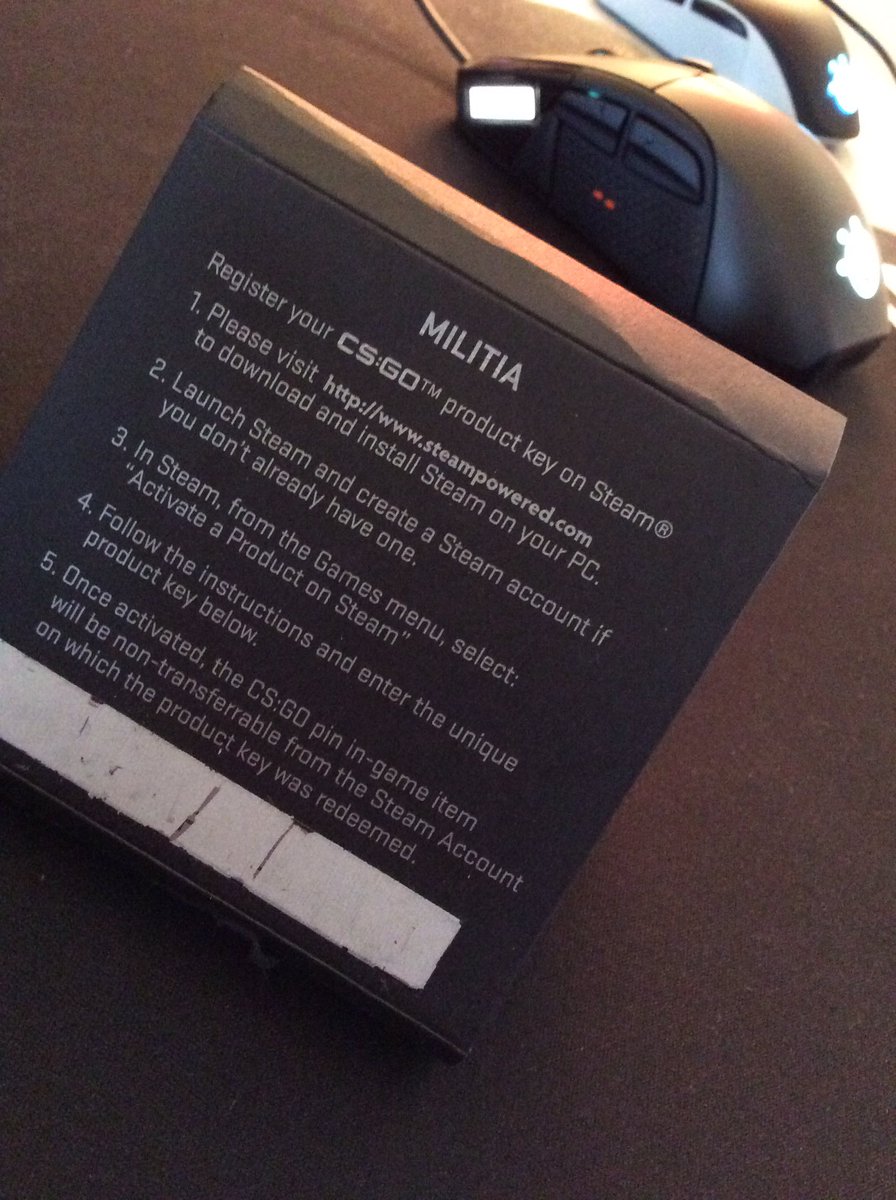 MILITIA
Register your CS:GO™ product key on Steam®
1. Please visit http://www.steampowered.com
to download and install Steam on your PC.
2. Launch Steam and create a Steam account if
you don't already have one.
3. In Steam, from the Games menu, select:
"Activate a Product on Steam"
4. Follow the instructions and enter the unique
product key below.
5. Once activated, the CS:GO pin in-game item
will be non-transferrable from the Steam Account
on which the product key was redeemed.